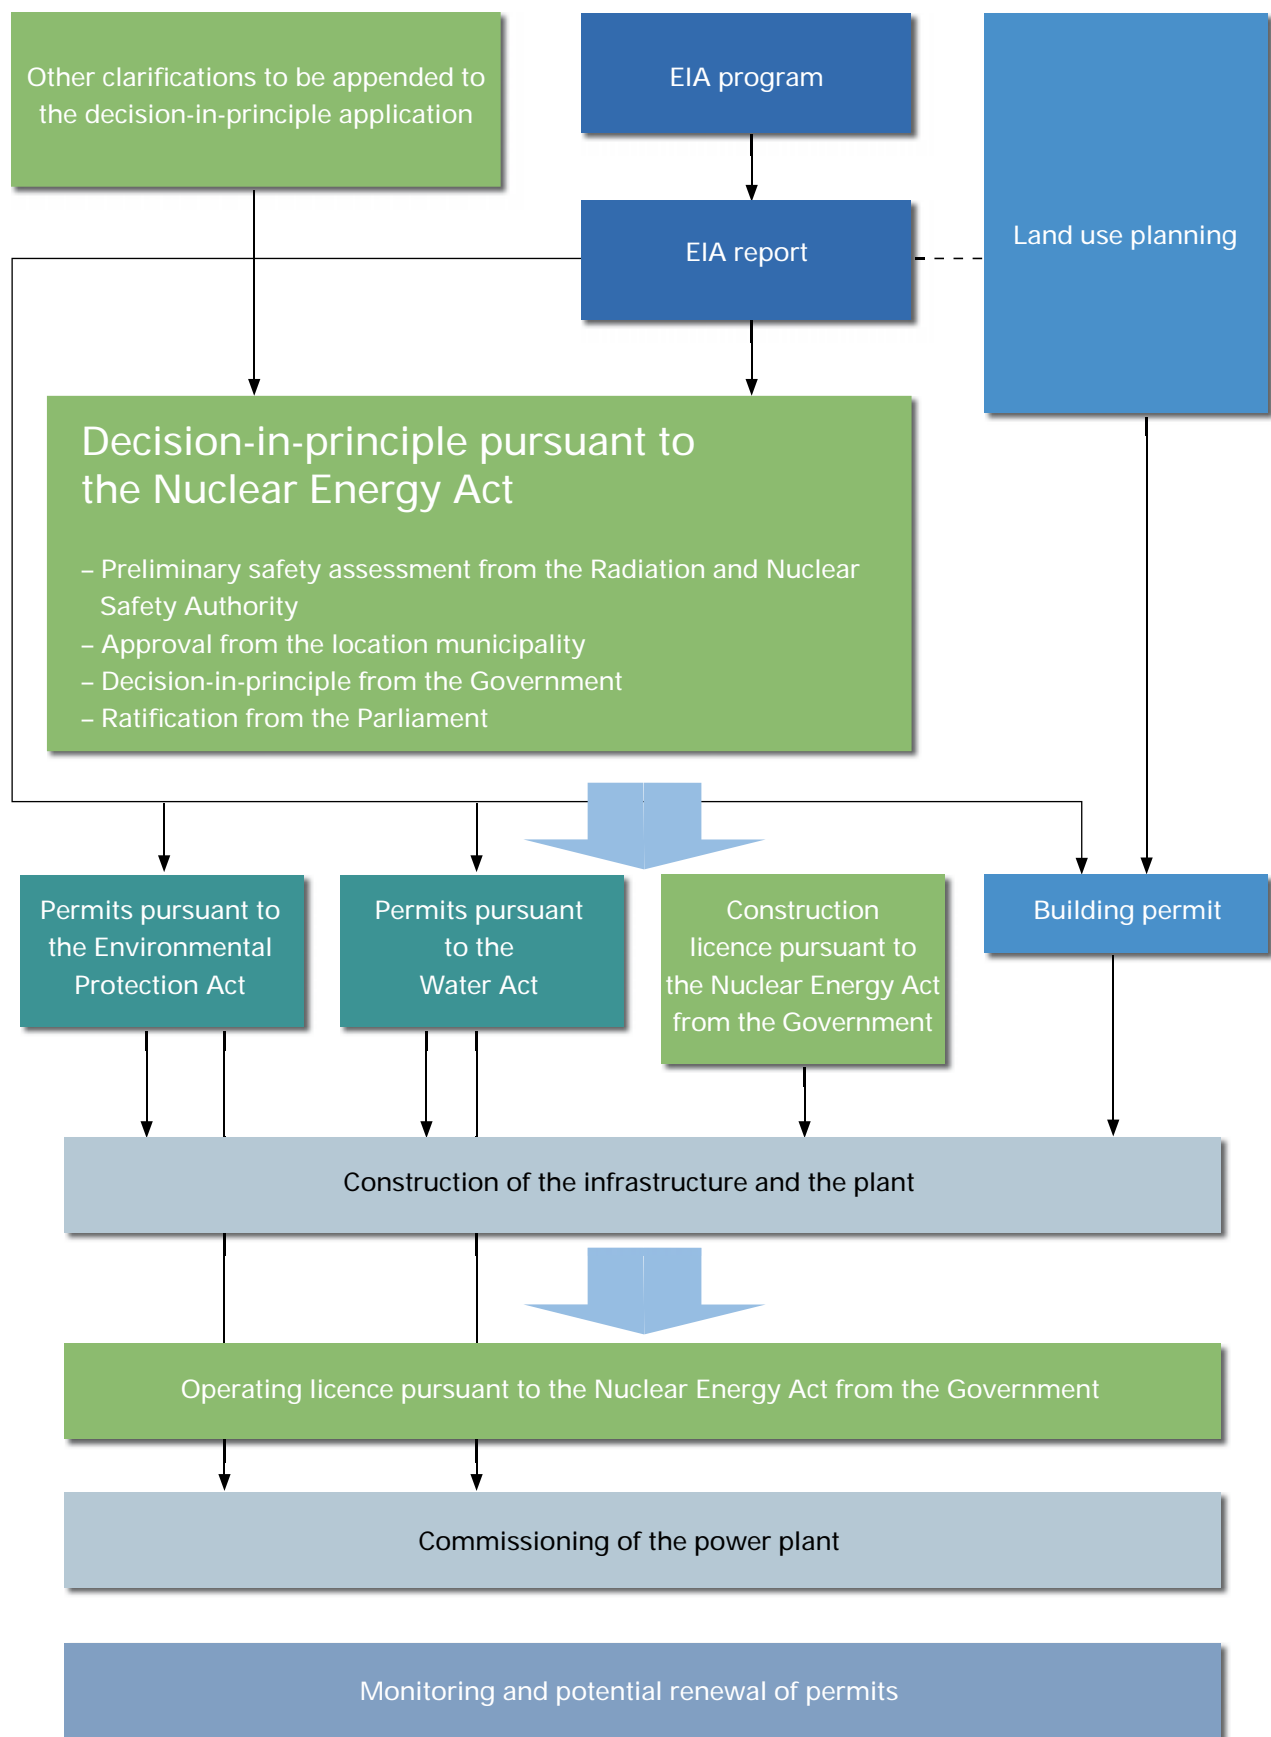 Other clarifications to be appended to
the decision-in-principle application
EIA program
EIA report
Land use planning
Decision-in-principle pursuant to
the Nuclear Energy Act
– Preliminary safety assessment from the Radiation and Nuclear
Safety Authority
– Approval from the location municipality
– Decision-in-principle from the Government
– Ratification from the Parliament
Permits pursuant to
the Environmental
Protection Act
Permits pursuant
to the
Water Act
Construction
licence pursuant to
the Nuclear Energy Act
from the Government
Building permit
Construction of the infrastructure and the plant
Operating licence pursuant to the Nuclear Energy Act from the Government
Commissioning of the power plant
Monitoring and potential renewal of permits